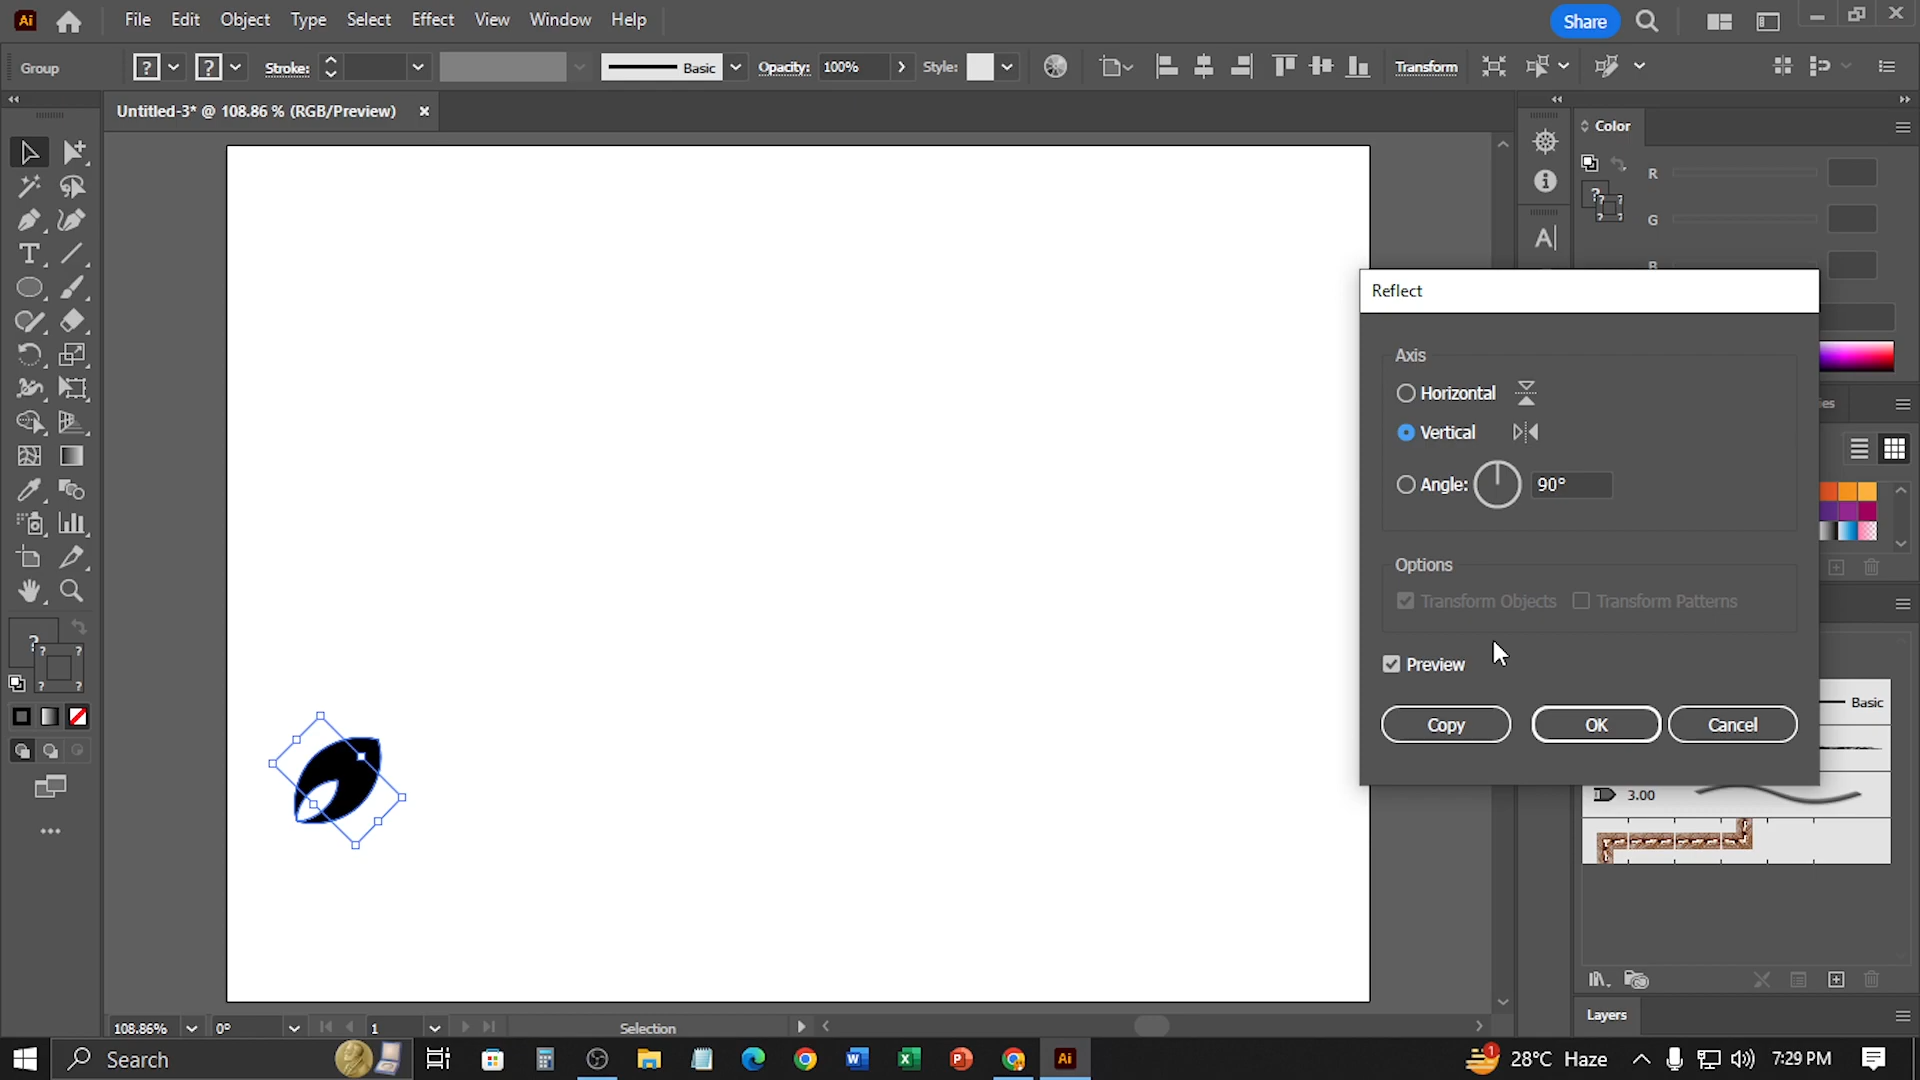 Ai File Edit Object Type Select Effect View Window Help Share
Group ? ? Stroke: Basic Opacity: 100% Style: Transform
Untitled-3* @ 108.86 % (RGB/Preview)
Color
R
G
B
Reflect
Axis
Horizontal
Vertical
Angle: 90°
Options
Transform Objects Transform Patterns
Preview
Copy OK Cancel
Basic
3.00
Layers
108.86% 0° 1 Selection
Search 1 28°C Haze 7:29 PM